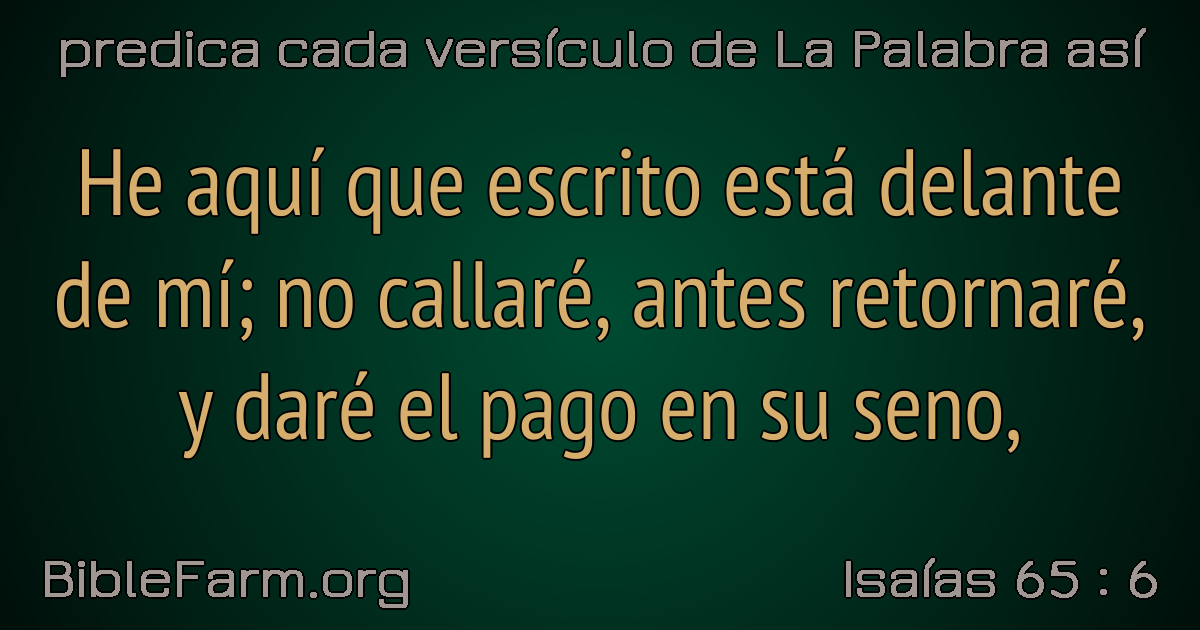 predica cada versículo de La Palabra así
He aquí que escrito está delante
de mí; no callaré, antes retornaré,
y daré el pago en su seno,
BibleFarm.org
Isaías 65 : 6